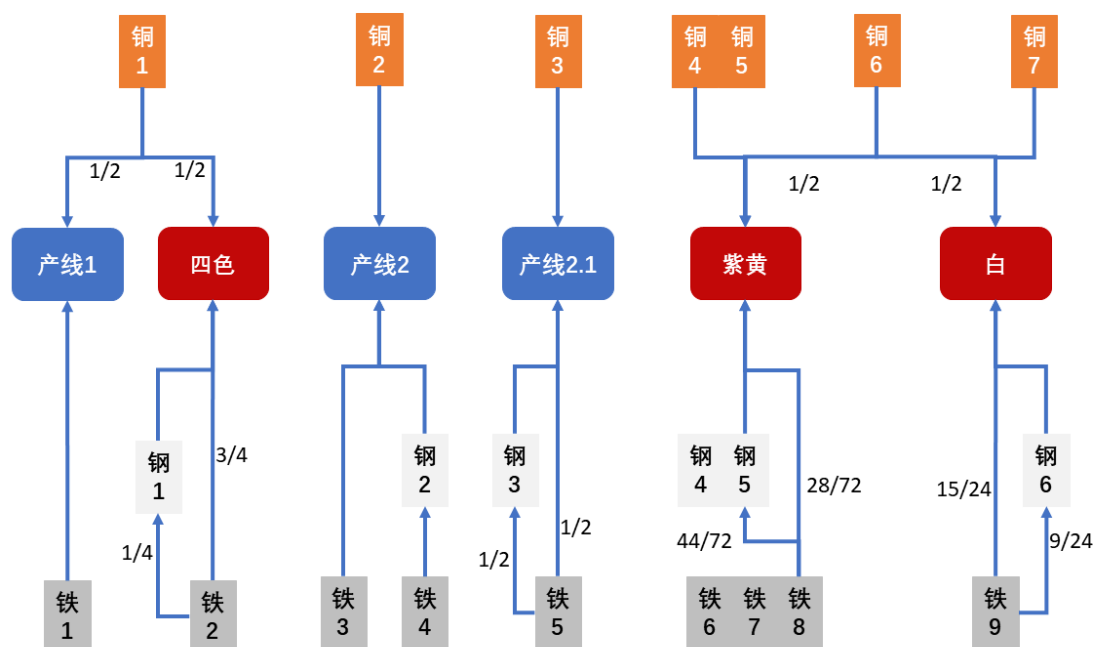 铜 铜 铜 铜 铜 铜 铜
1 2 3 4 5 6 7
1/2 1/2 1/2 1/2
产线1 四色 产线2 产线2.1 紫黄 白
钢 钢 钢 钢 钢 钢
1 2 3 4 5 6
3/4 28/72 15/24
1/4 1/2 1/2 44/72 9/24
铁 铁 铁 铁 铁 铁 铁 铁 铁
1 2 3 4 5 6 7 8 9